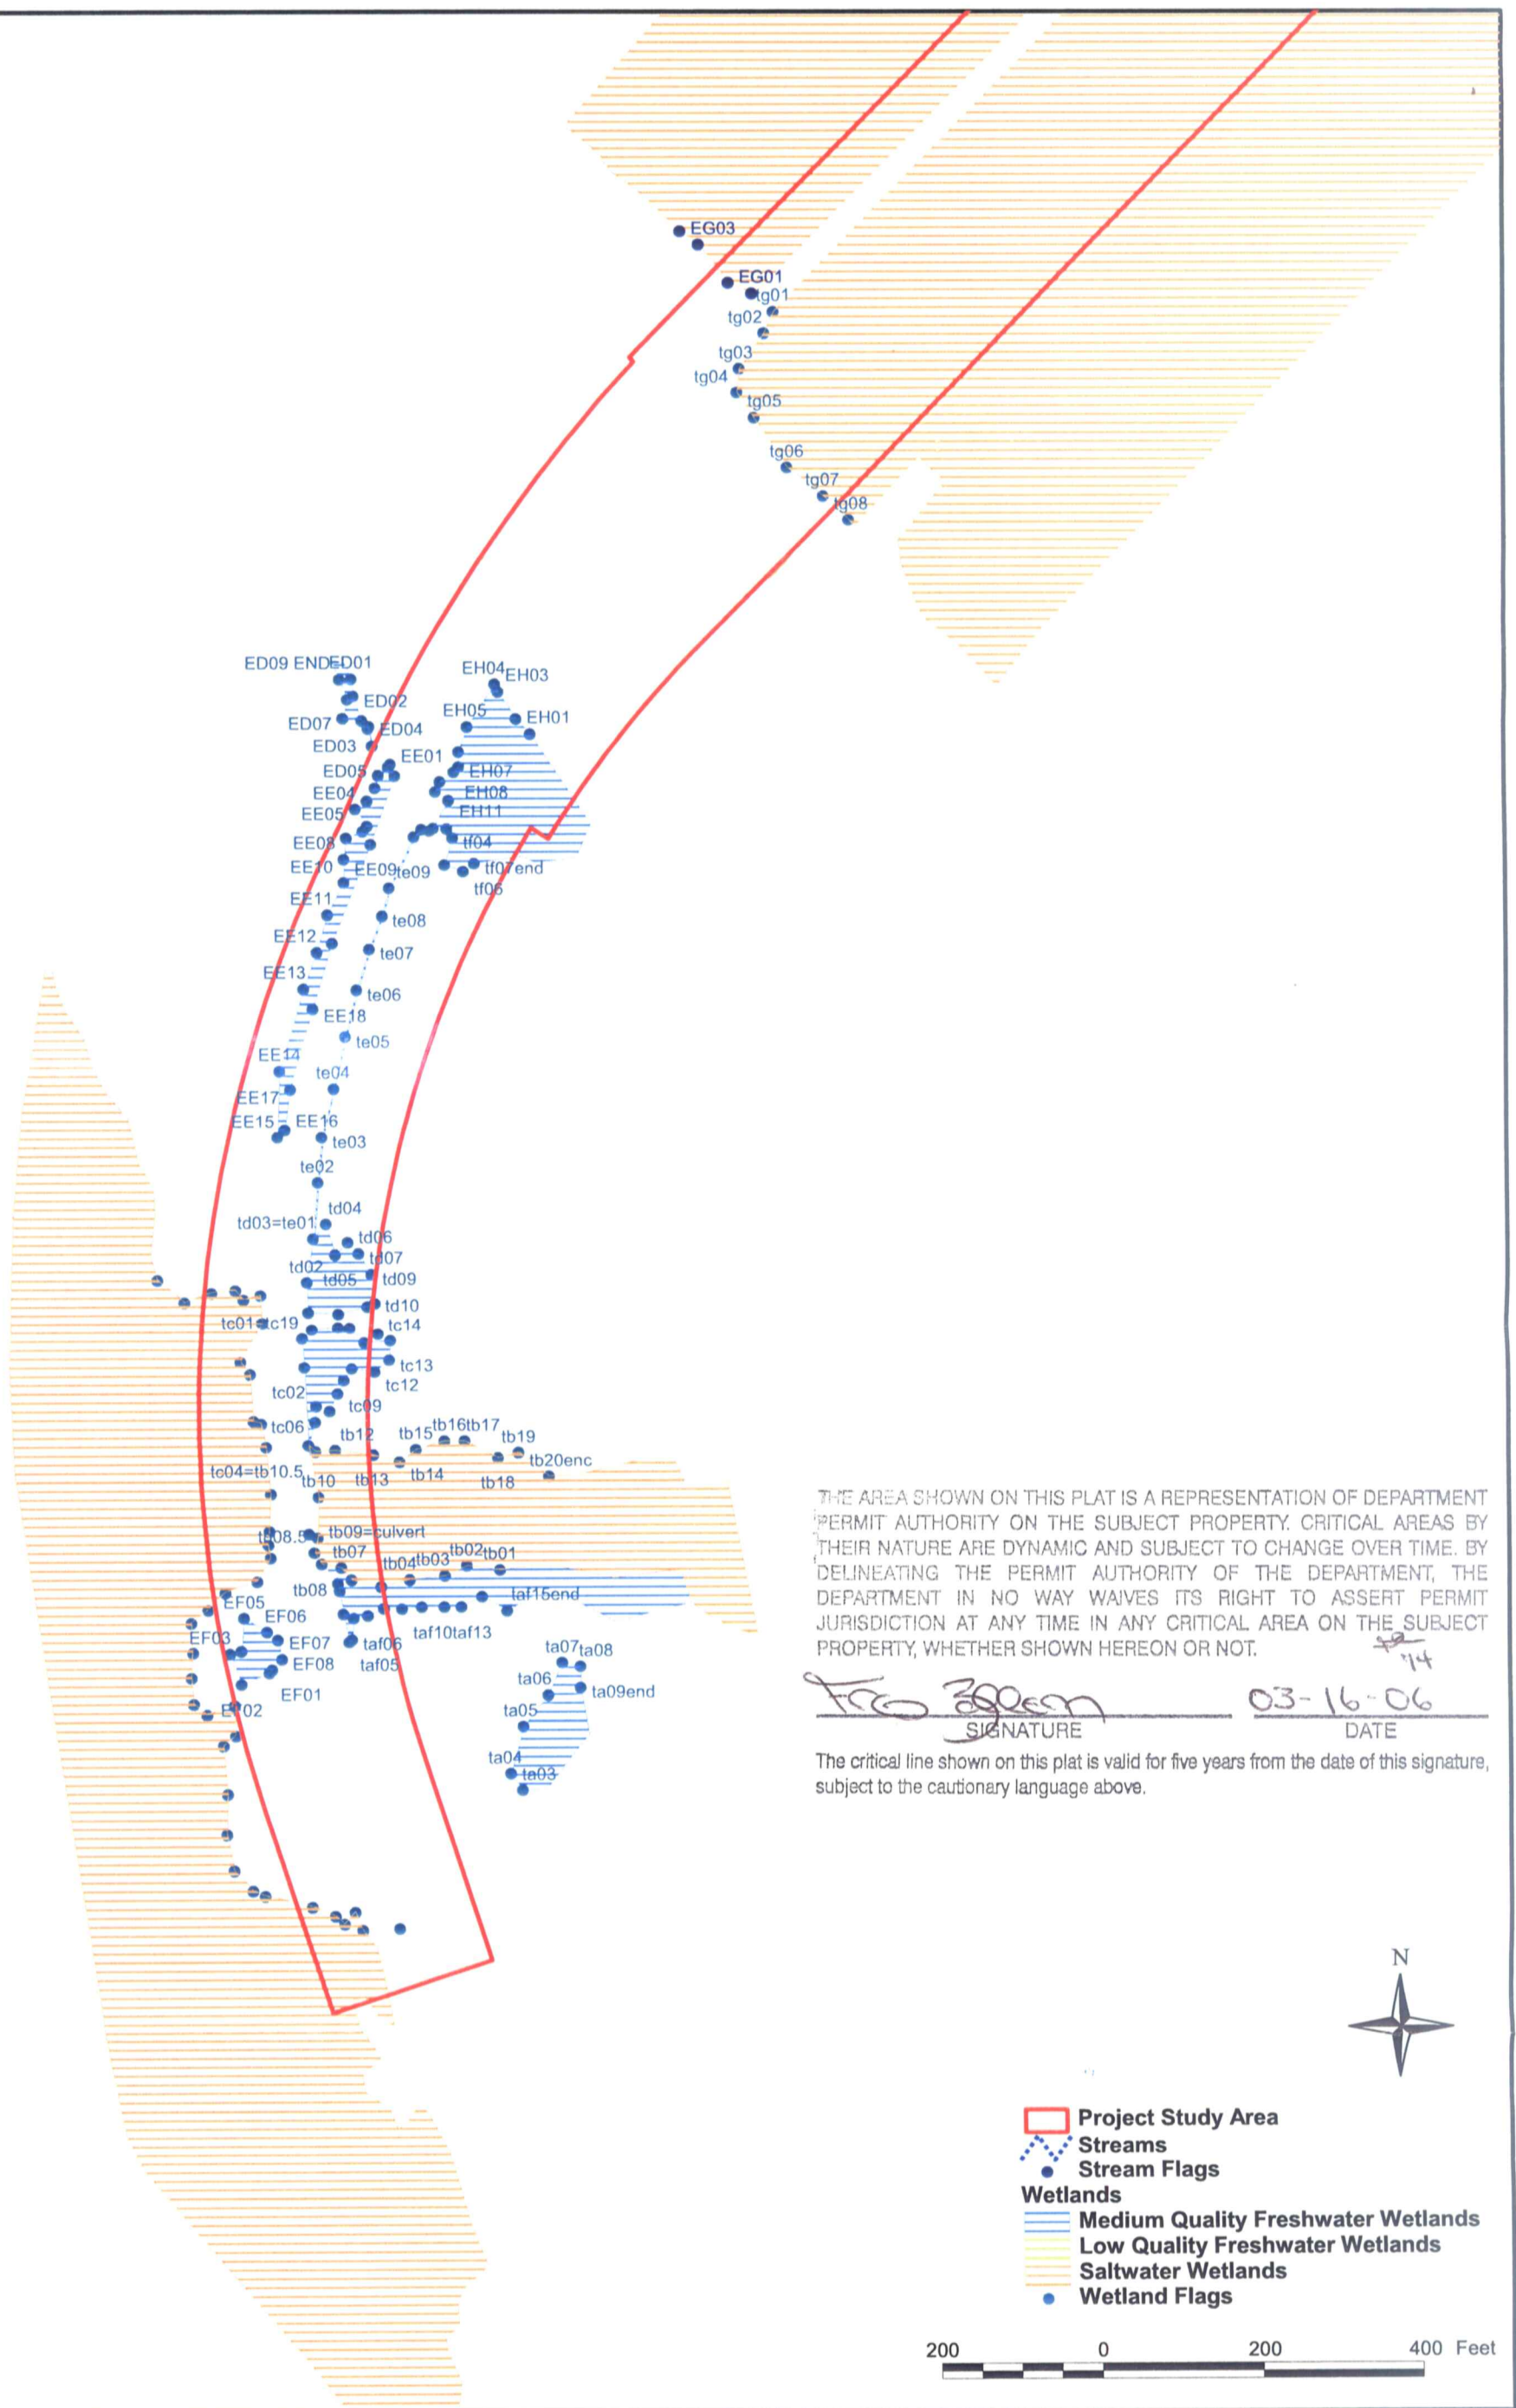 EG03
EG01
tg01
tg02
tg03
tg04
tg05
tg06
tg07
tg08
ED09 END ED01
ED02
ED07
ED04
ED03
EE01
ED05
EE04
EE05
EE08
EE10
EE09
te09
EE11
te08
EE12
te07
EE13
te06
EE18
te05
EE14
te04
EE17
EE15
EE16
te03
te02
EH04
EH03
EH05
EH01
EH07
EH08
EH11
tf04
tf07end
tf06
td04
td03=te01
td06
td07
td02
td05
td09
td10
tc01=tc19
tc14
tc13
tc12
tc02
tc09
tc06
tb12
tb15
tb16
tb17
tb19
tb20enc
tc04=tb10.5
tb10
tb13
tb14
tb18
tb08.5
tb09=culvert
tb07
tb04
tb03
tb02
tb01
tb08
taf15end
EF05
EF06
taf10
taf13
EF03
EF07
taf06
EF08
taf05
EF01
EF02
ta07
ta08
ta06
ta09end
ta05
ta04
ta03
THE AREA SHOWN ON THIS PLAT IS A REPRESENTATION OF DEPARTMENT
PERMIT AUTHORITY ON THE SUBJECT PROPERTY. CRITICAL AREAS BY
THEIR NATURE ARE DYNAMIC AND SUBJECT TO CHANGE OVER TIME. BY
DELINEATING THE PERMIT AUTHORITY OF THE DEPARTMENT, THE
DEPARTMENT IN NO WAY WAIVES ITS RIGHT TO ASSERT PERMIT
JURISDICTION AT ANY TIME IN ANY CRITICAL AREA ON THE SUBJECT
PROPERTY, WHETHER SHOWN HEREON OR NOT.
03-16-06
SIGNATURE DATE
The critical line shown on this plat is valid for five years from the date of this signature,
subject to the cautionary language above.
N
Project Study Area
Streams
Stream Flags
Wetlands
Medium Quality Freshwater Wetlands
Low Quality Freshwater Wetlands
Saltwater Wetlands
Wetland Flags
200 0 200 400 Feet